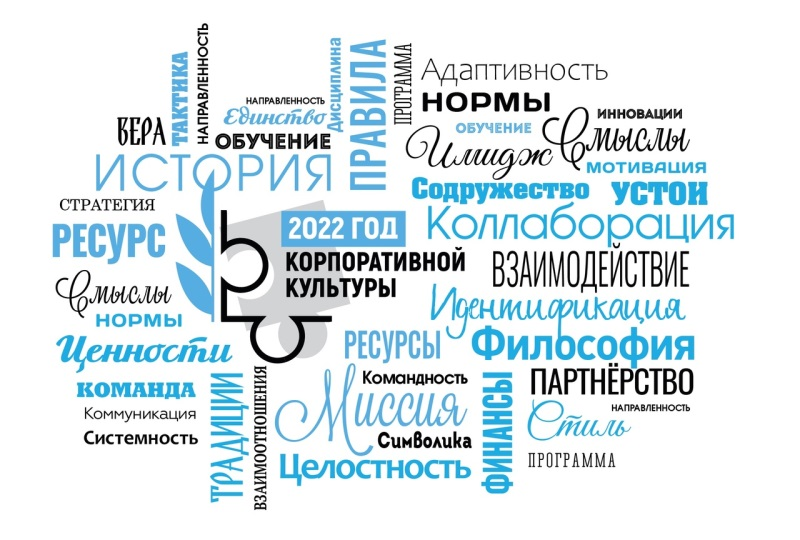 ВЕРА
ТАКТИКА
НАПРАВЛЕННОСТЬ
НАПРАВЛЕННОСТЬ
Единство
ОБУЧЕНИЕ
Дисциплина
ПРАВИЛА
ПРОГРАММА
Адаптивность
НОРМЫ
ИННОВАЦИИ
ОБУЧЕНИЕ
Имидж
Смыслы
МОТИВАЦИЯ
ИСТОРИЯ
Содружество
УСТОИ
СТРАТЕГИЯ
РЕСУРС
2022 ГОД
КОРПОРАТИВНОЙ
КУЛЬТУРЫ
Коллаборация
ВЗАИМОДЕЙСТВИЕ
Смыслы
НОРМЫ
Идентификация
Ценности
РЕСУРСЫ
Философия
КОМАНДА
Коммуникация
Системность
ТРАДИЦИИ
ВЗАИМООТНОШЕНИЯ
Командность
Миссия
Символика
Целостность
ФИНАНСЫ
ПАРТНЁРСТВО
НАПРАВЛЕННОСТЬ
Стиль
ПРОГРАММА